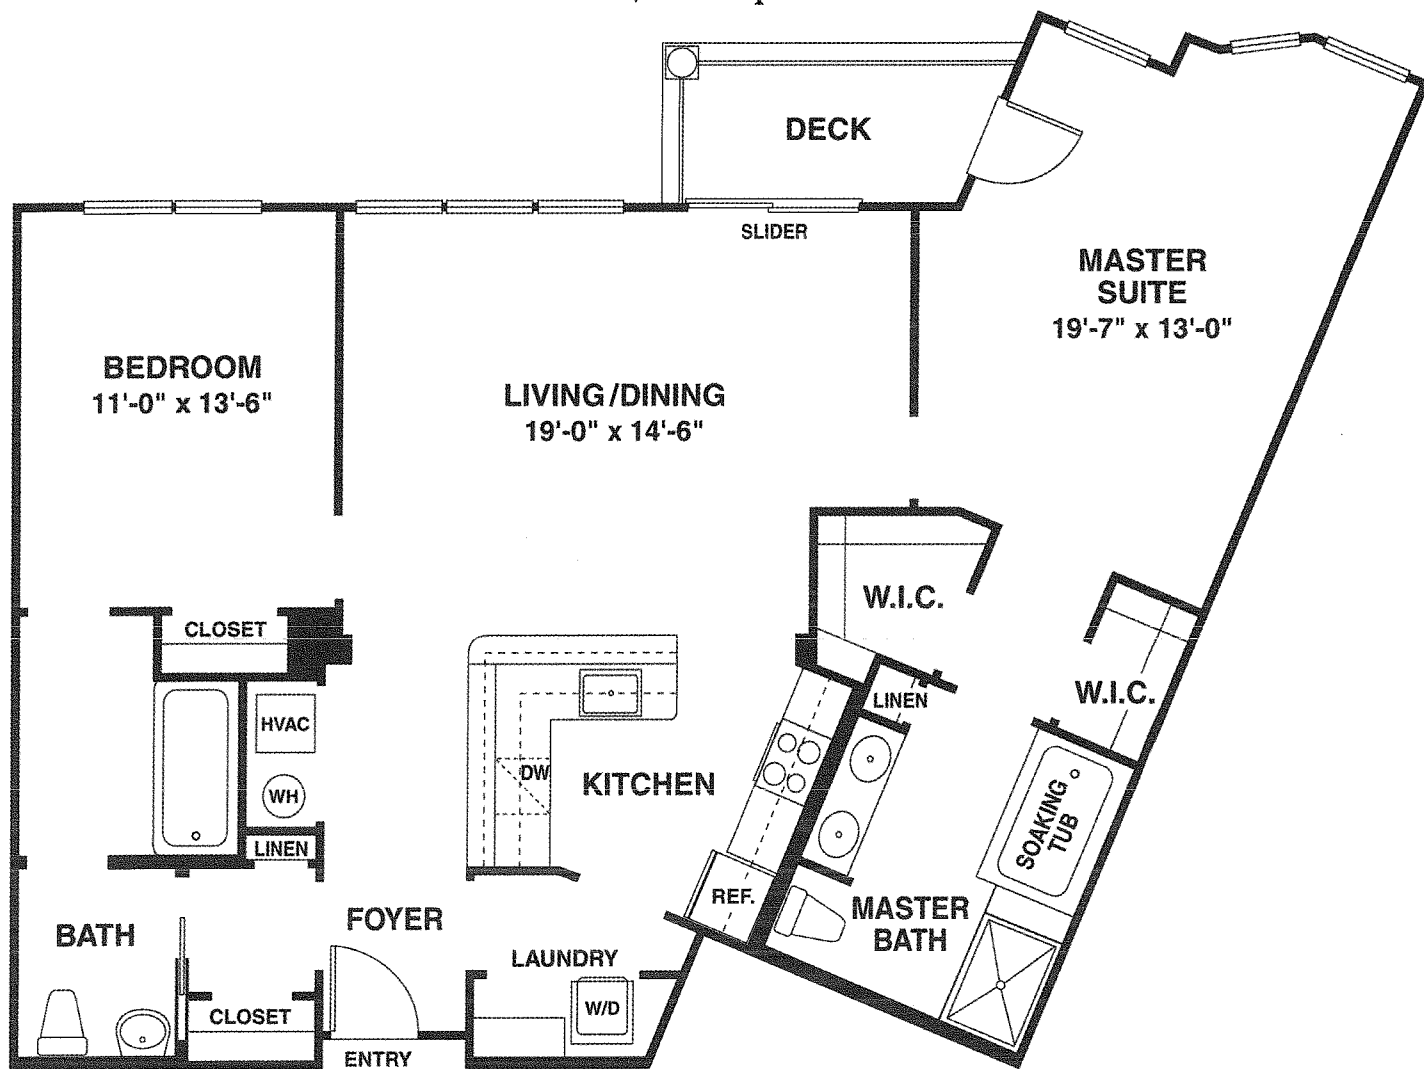 DECK
SLIDER
MASTER
SUITE
19'-7" x 13'-0"
BEDROOM
11'-0" x 13'-6"
LIVING/DINING
19'-0" x 14'-6"
W.I.C.
CLOSET
W.I.C.
LINEN
HVAC
DW
KITCHEN
WH
SOAKING
TUB
LINEN
REF.
MASTER
BATH
FOYER
BATH
LAUNDRY
W/D
CLOSET
ENTRY